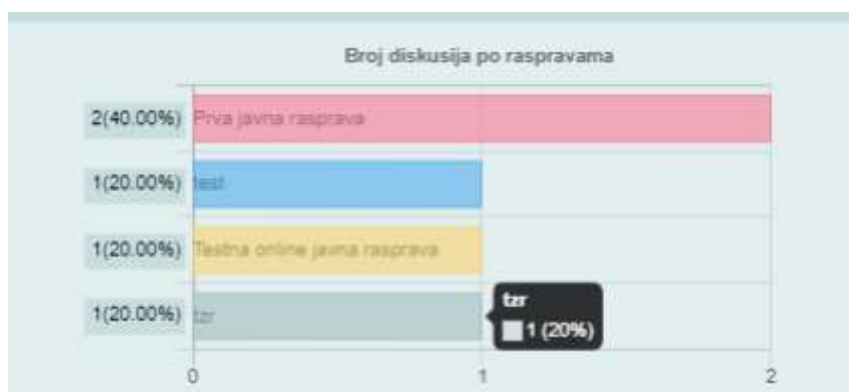 Broj diskusija po raspravama
2(40.00%) Prva javna rasprava
1(20.00%) test
1(20.00%) Testna online javna rasprava
1(20.00%) tzr
tzr
1 (20%)
0 1 2